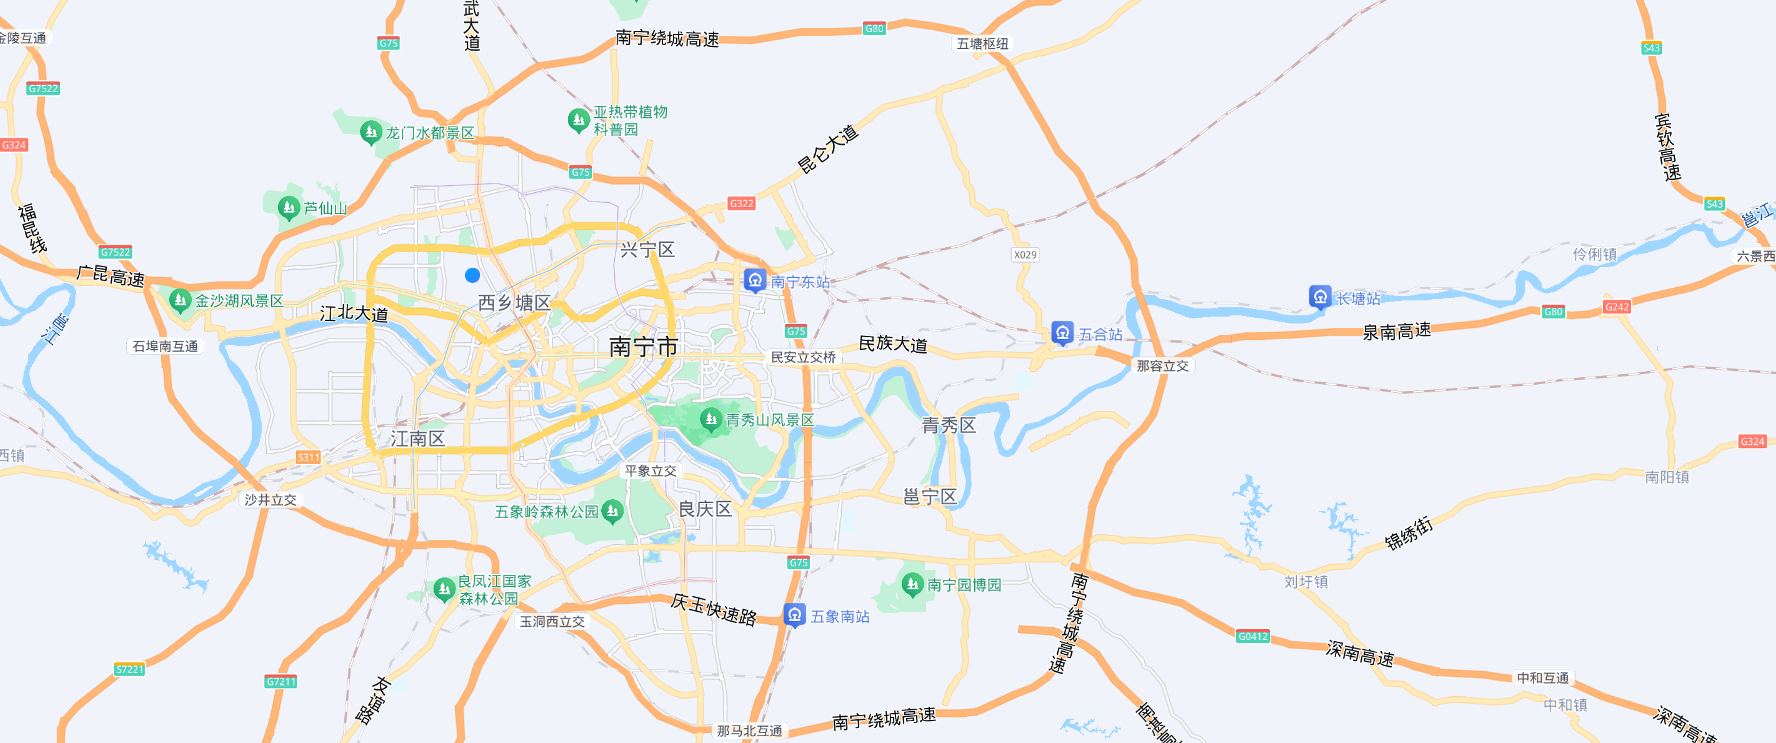 武大道
金陵互通
G75
南宁绕城高速
G80
五塘枢纽
S43
G7522
亚热带植物
科普园
龙门水都景区
昆仑大道
宾钦高速
G324
G75
芦仙山
G322
S43
邕江
福昆线
兴宁区
X029
伶俐镇
六景西
G7522
广昆高速
南宁东站
金沙湖风景区
西乡塘区
长塘站
G80
G242
江北大道
邕江
G75
五合站
泉南高速
石埠南互通
南宁市
民族大道
民安立交桥
那容立交
青秀山风景区
青秀区
江南区
G324
西镇
S311
平象立交
南阳镇
沙井立交
邕宁区
五象岭森林公园
良庆区
锦绣街
G75
刘圩镇
良凤江国家
森林公园
南宁园博园
南宁绕城高速
庆玉快速路
五象南站
玉洞西立交
G0412
深南高速
S7221
G7211
中和互通
友谊路
中和镇
南宁绕城高速
那马北互通
南湛高
深南高速